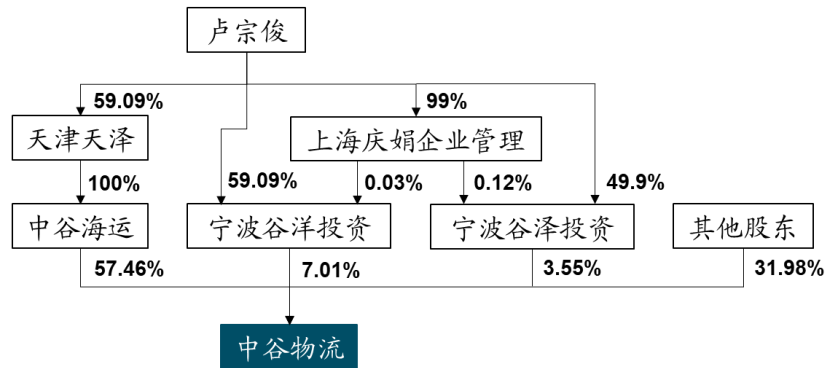 卢宗俊
59.09%
99%
天津天泽
上海庆娟企业管理
100%
59.09%
0.03%
0.12%
49.9%
中谷海运
宁波谷洋投资
宁波谷泽投资
其他股东
57.46%
7.01%
3.55%
31.98%
中谷物流